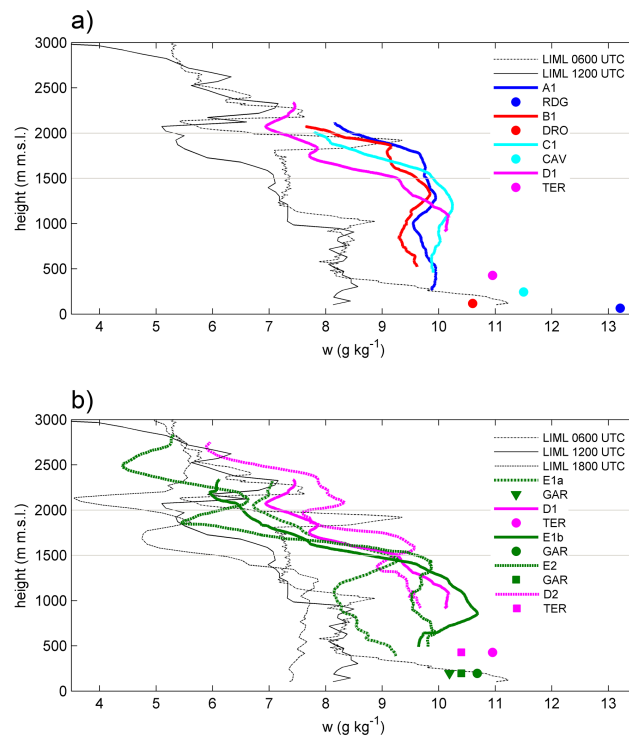 a)
3000
2500
2000
1500
1000
500
0
height (m m.s.l.)
4 5 6 7 8 9 10 11 12 13
w (g kg-1)
LIML 0600 UTC
LIML 1200 UTC
A1
RDG
B1
DRO
C1
CAV
D1
TER
b)
3000
2500
2000
1500
1000
500
0
height (m m.s.l.)
4 5 6 7 8 9 10 11 12 13
w (g kg-1)
LIML 0600 UTC
LIML 1200 UTC
LIML 1800 UTC
E1a
GAR
D1
TER
E1b
GAR
E2
GAR
D2
TER